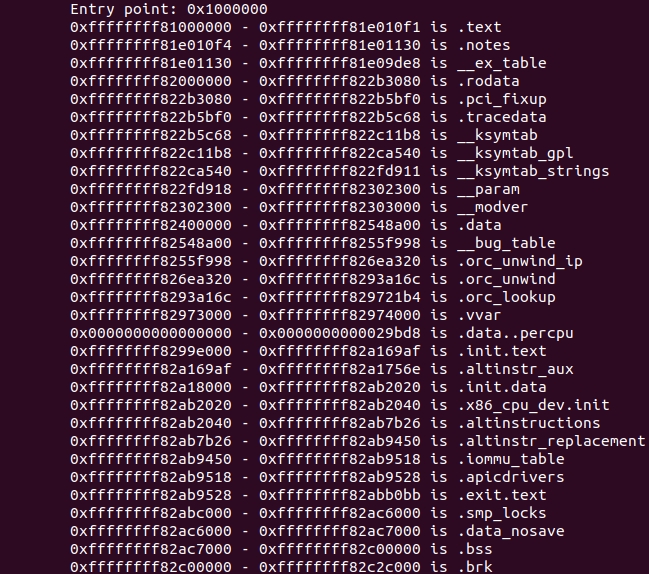 Entry point: 0x1000000
0xffffffff81000000 - 0xffffffff81e010f1 is .text
0xffffffff81e010f4 - 0xffffffff81e01130 is .notes
0xffffffff81e01130 - 0xffffffff81e09de8 is __ex_table
0xffffffff82000000 - 0xffffffff822b3080 is .rodata
0xffffffff822b3080 - 0xffffffff822b5bf0 is .pci_fixup
0xffffffff822b5bf0 - 0xffffffff822b5c68 is .tracedata
0xffffffff822b5c68 - 0xffffffff822c11b8 is __ksymtab
0xffffffff822c11b8 - 0xffffffff822ca540 is __ksymtab_gpl
0xffffffff822ca540 - 0xffffffff822fd911 is __ksymtab_strings
0xffffffff822fd918 - 0xffffffff82302300 is __param
0xffffffff82302300 - 0xffffffff82303000 is __modver
0xffffffff82400000 - 0xffffffff82548a00 is .data
0xffffffff82548a00 - 0xffffffff8255f998 is __bug_table
0xffffffff8255f998 - 0xffffffff826ea320 is .orc_unwind_ip
0xffffffff826ea320 - 0xffffffff8293a16c is .orc_unwind
0xffffffff8293a16c - 0xffffffff829721b4 is .orc_lookup
0xffffffff82973000 - 0xffffffff82974000 is .vvar
0x0000000000000000 - 0x0000000000029bd8 is .data..percpu
0xffffffff8299e000 - 0xffffffff82a169af is .init.text
0xffffffff82a169af - 0xffffffff82a1756e is .altinstr_aux
0xffffffff82a18000 - 0xffffffff82ab2020 is .init.data
0xffffffff82ab2020 - 0xffffffff82ab2040 is .x86_cpu_dev.init
0xffffffff82ab2040 - 0xffffffff82ab7b26 is .altinstructions
0xffffffff82ab7b26 - 0xffffffff82ab9450 is .altinstr_replacement
0xffffffff82ab9450 - 0xffffffff82ab9518 is .iommu_table
0xffffffff82ab9518 - 0xffffffff82ab9528 is .apicdrivers
0xffffffff82ab9528 - 0xffffffff82abb0bb is .exit.text
0xffffffff82abc000 - 0xffffffff82ac6000 is .smp_locks
0xffffffff82ac6000 - 0xffffffff82ac7000 is .data_nosave
0xffffffff82ac7000 - 0xffffffff82c00000 is .bss
0xffffffff82c00000 - 0xffffffff82c2c000 is .brk